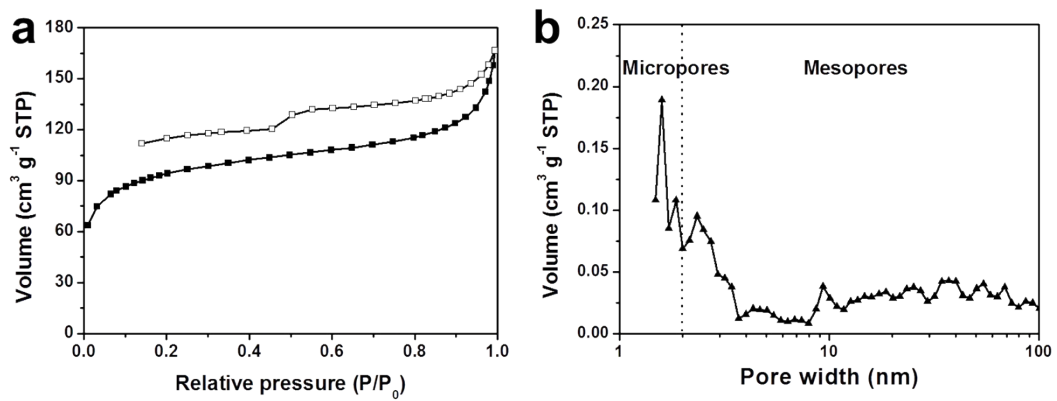 a
180
150
120
90
60
30
0
Volume (cm³ g⁻¹ STP)
0.0 0.2 0.4 0.6 0.8 1.0
Relative pressure (P/P₀)
b
0.25
0.20
0.15
0.10
0.05
0.00
Volume (cm³ g⁻¹ STP)
Micropores Mesopores
1 10 100
Pore width (nm)